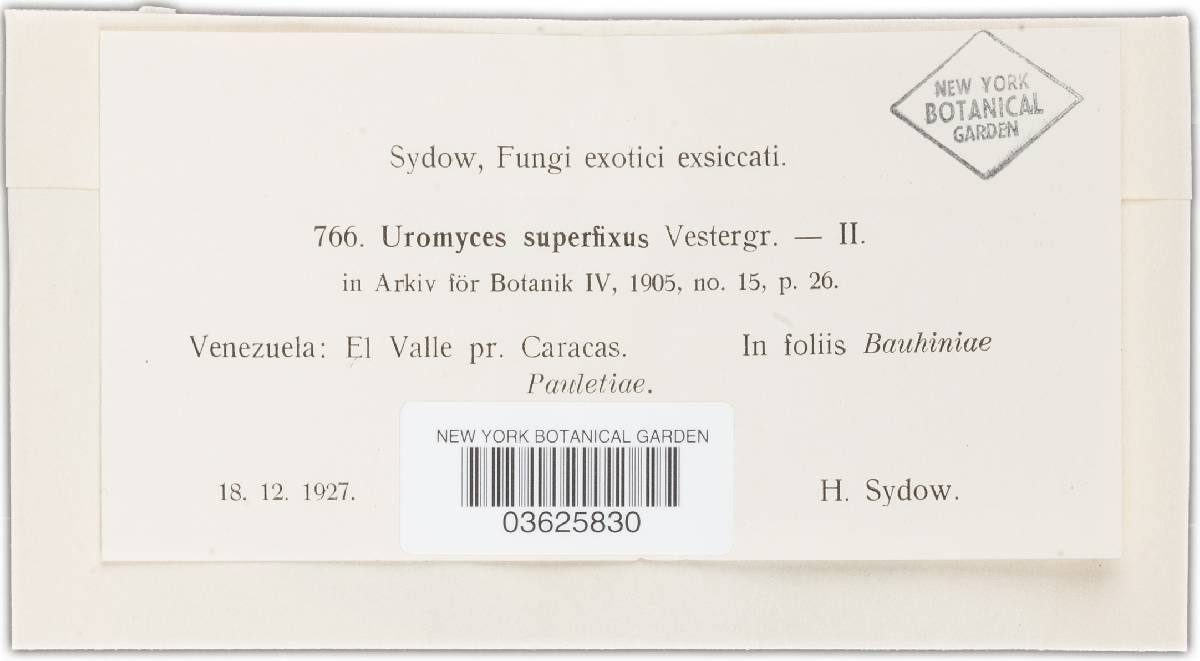 NEW YORK
BOTANICAL
GARDEN
Sydow, Fungi exotici exsiccati.
766. Uromyces superfixus Vestergr. — II.
in Arkiv för Botanik IV, 1905, no. 15, p. 26.
Venezuela: El Valle pr. Caracas. In foliis Bauhiniae
Pauletiae.
NEW YORK BOTANICAL GARDEN
03625830
18. 12. 1927. H. Sydow.